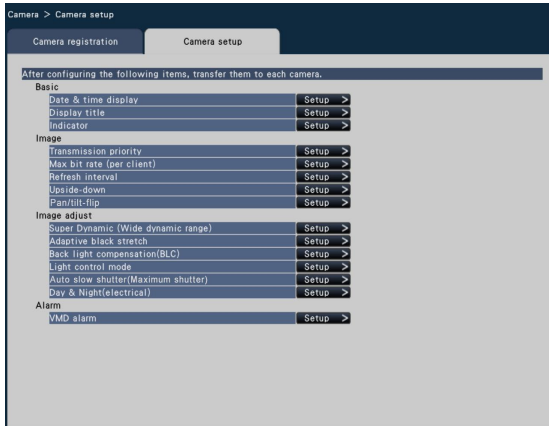 Camera > Camera setup
Camera registration
Camera setup
After configuring the following items, transfer them to each camera.
Basic
Date & time display Setup >
Display title Setup >
Indicator Setup >
Image
Transmission priority Setup >
Max bit rate (per client) Setup >
Refresh interval Setup >
Upside-down Setup >
Pan/tilt-flip Setup >
Image adjust
Super Dynamic (Wide dynamic range) Setup >
Adaptive black stretch Setup >
Back light compensation(BLC) Setup >
Light control mode Setup >
Auto slow shutter(Maximum shutter) Setup >
Day & Night(electrical) Setup >
Alarm
VMD alarm Setup >